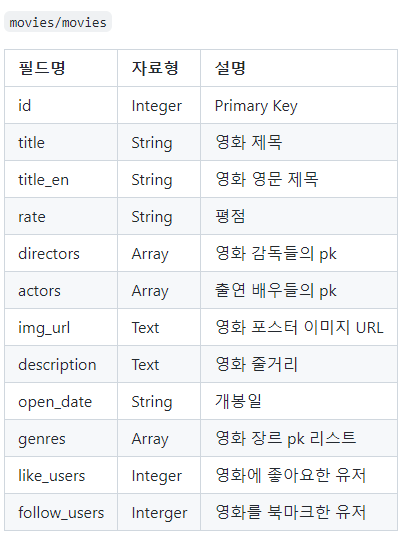 movies/movies
필드명 자료형 설명
id Integer Primary Key
title String 영화 제목
title_en String 영화 영문 제목
rate String 평점
directors Array 영화 감독들의 pk
actors Array 출연 배우들의 pk
img_url Text 영화 포스터 이미지 URL
description Text 영화 줄거리
open_date String 개봉일
genres Array 영화 장르 pk 리스트
like_users Integer 영화에 좋아요한 유저
follow_users Interger 영화를 북마크한 유저